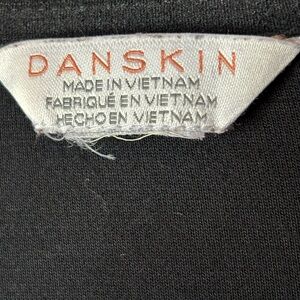 DANSKIN
MADE IN VIETNAM
FABRIQUÉ EN VIETNAM
HECHO EN VIETNAM